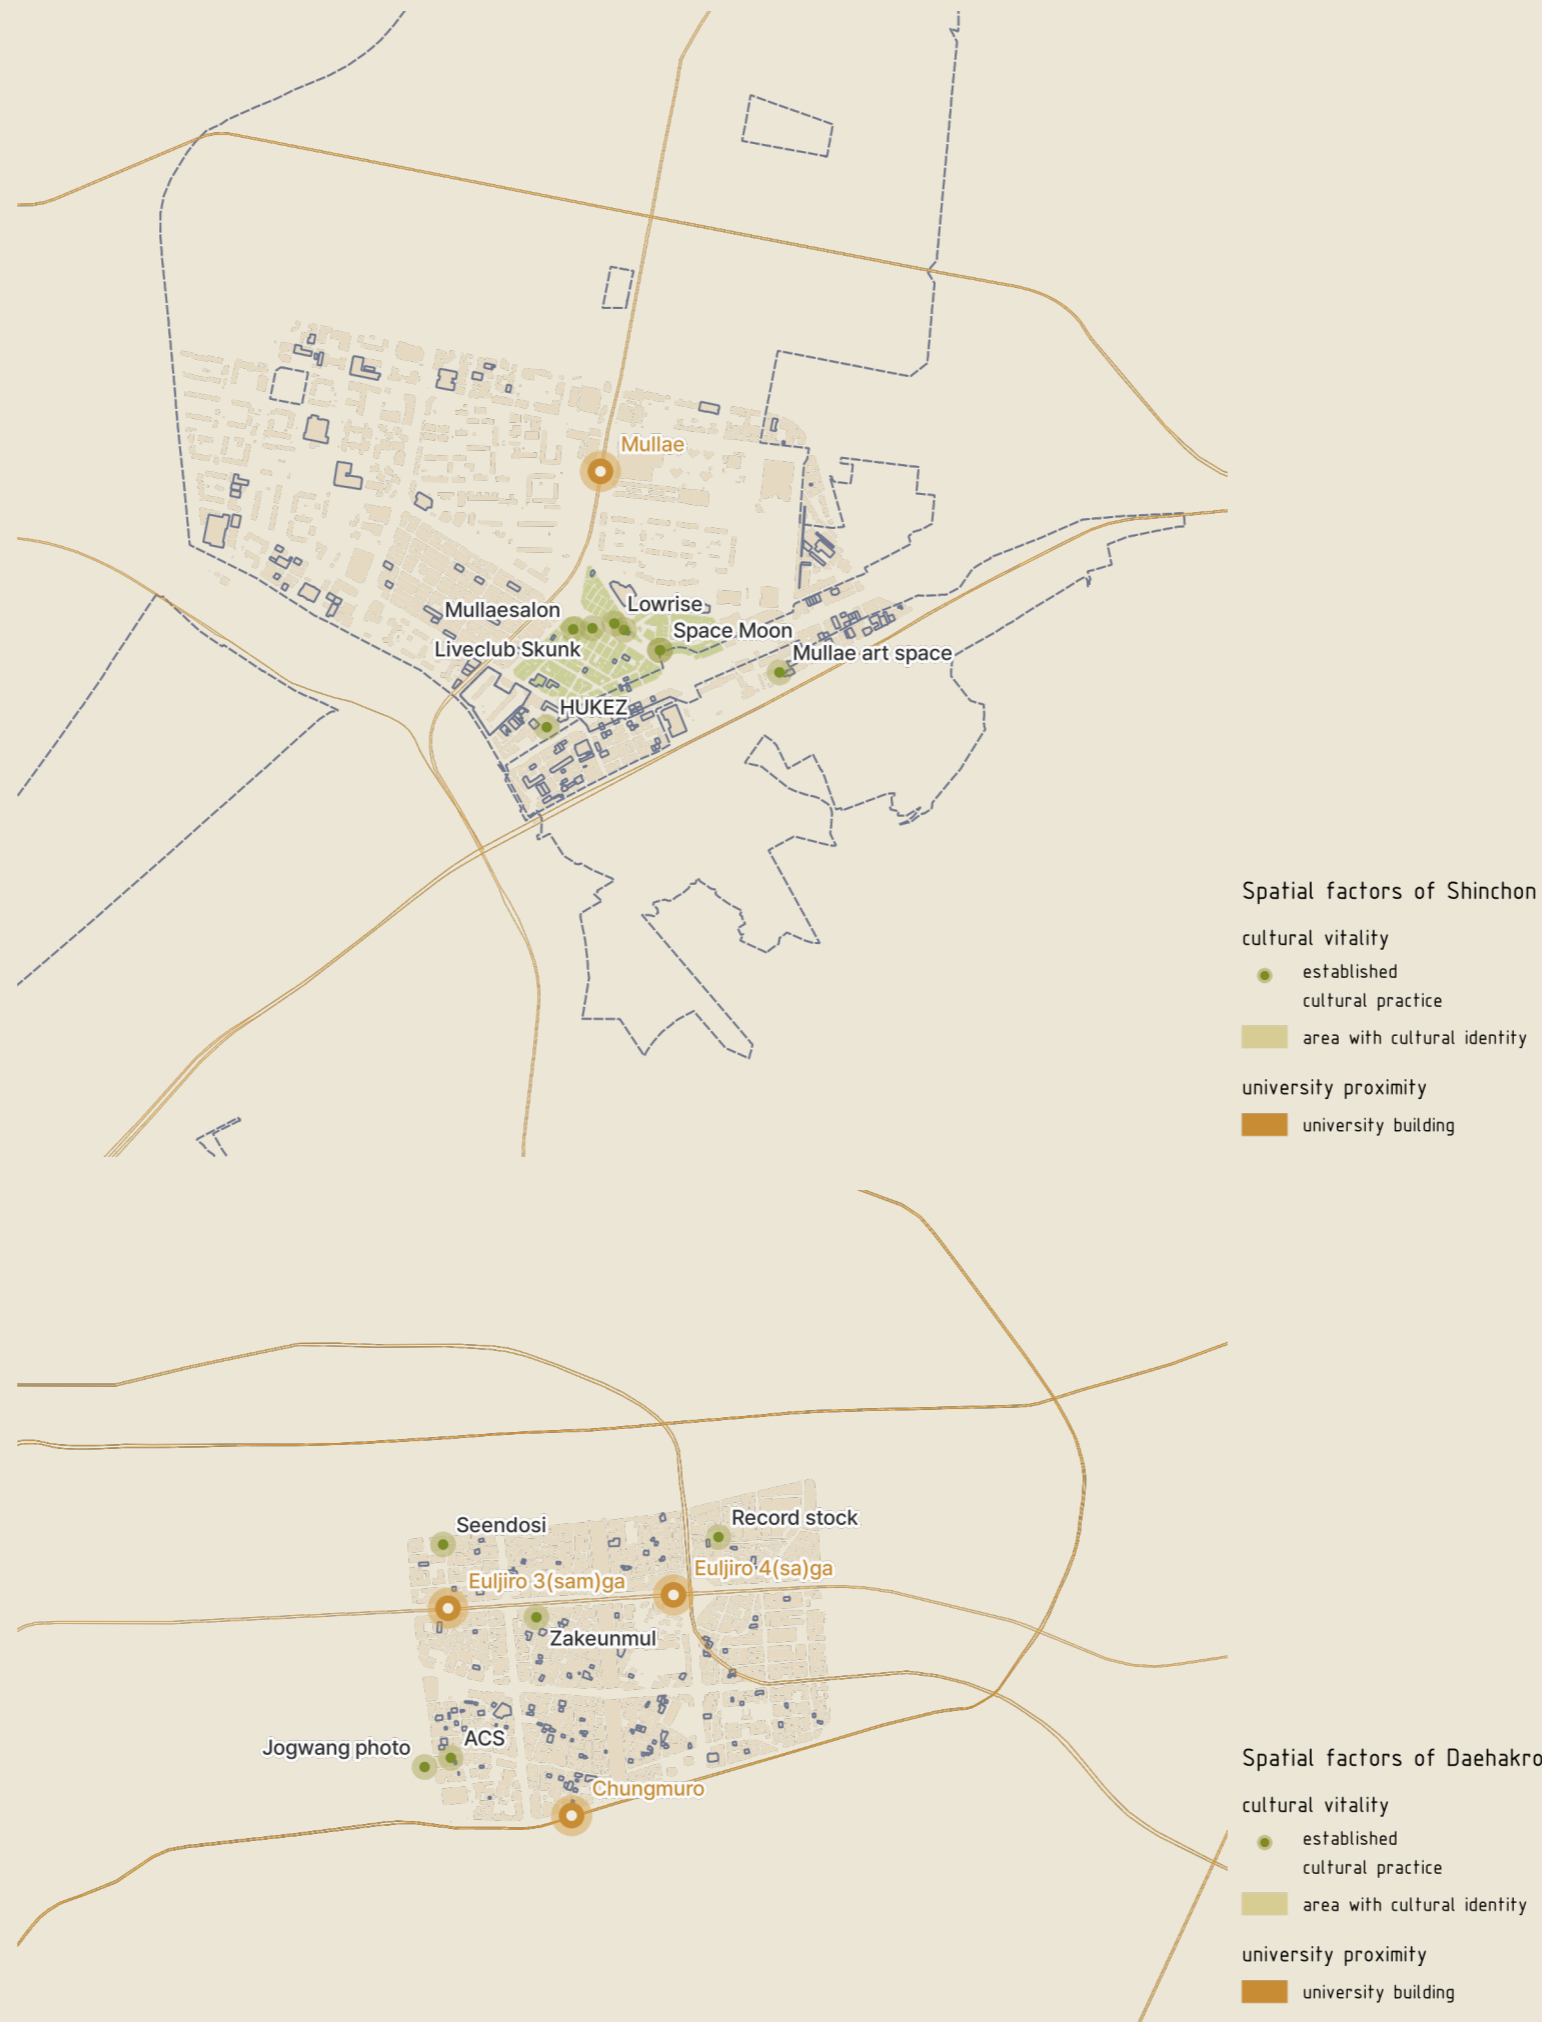 Mullae
Mullaesalon
Lowrise
Space Moon
Liveclub Skunk
Mullae art space
HUKEZ
Spatial factors of Shinchon
cultural vitality
established
cultural practice
area with cultural identity
university proximity
university building
Seendosi
Record stock
Euljiro 3(sam)ga
Euljiro 4(sa)ga
Zakeunmul
Jogwang photo
ACS
Chungmuro
Spatial factors of Daehakro
cultural vitality
established
cultural practice
area with cultural identity
university proximity
university building